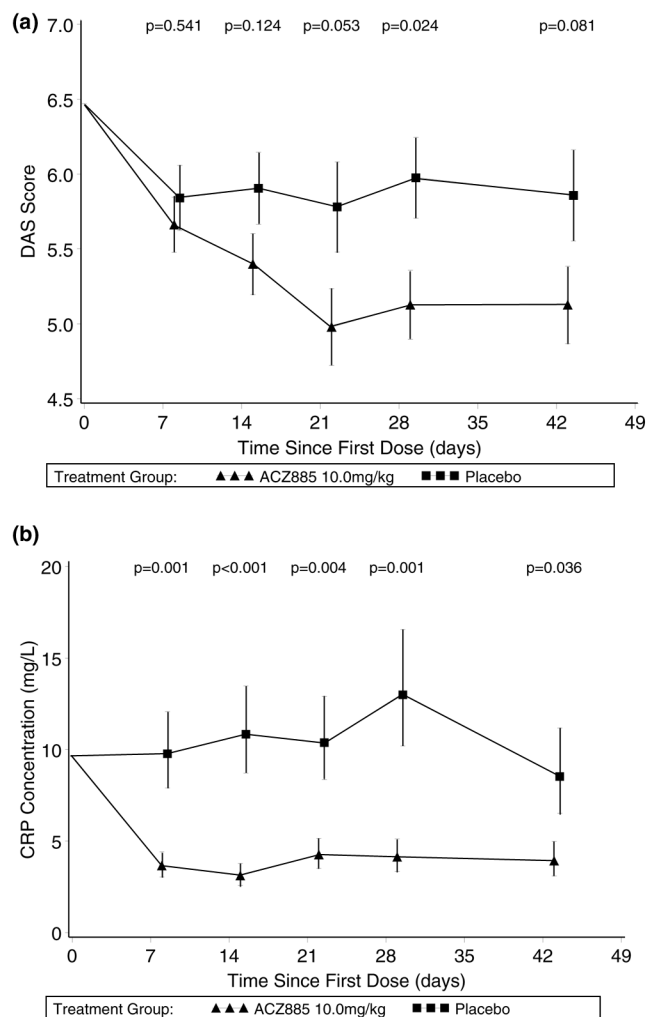 (a)
7.0
p=0.541 p=0.124 p=0.053 p=0.024 p=0.081
6.5
6.0
5.5
5.0
4.5
DAS Score
0 7 14 21 28 35 42 49
Time Since First Dose (days)
Treatment Group: ACZ885 10.0mg/kg Placebo
(b)
20
p=0.001 p<0.001 p=0.004 p=0.001 p=0.036
15
10
5
0
CRP Concentration (mg/L)
0 7 14 21 28 35 42 49
Time Since First Dose (days)
Treatment Group: ACZ885 10.0mg/kg Placebo